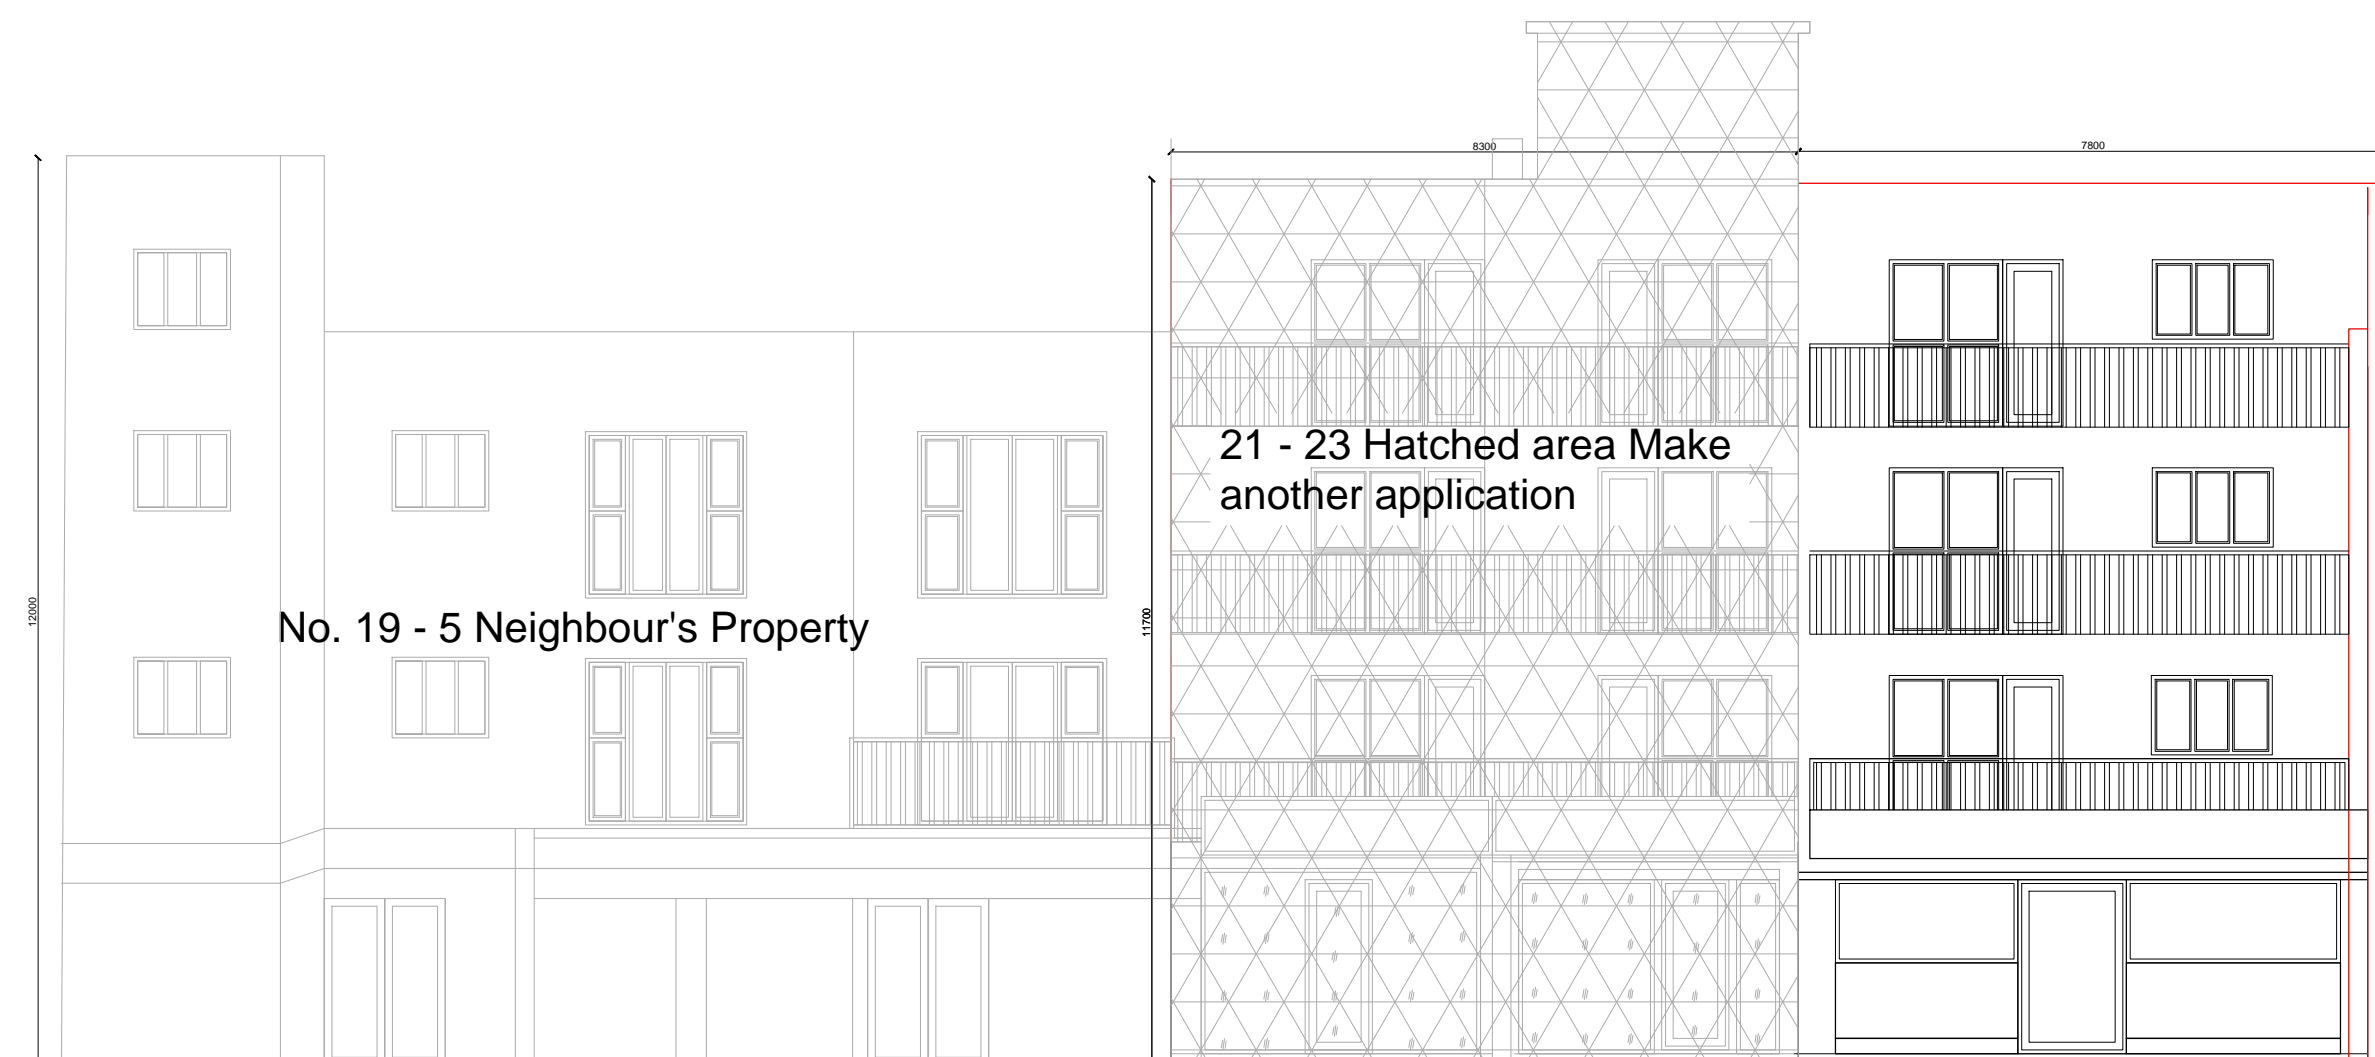 8300
7800
21 - 23 Hatched area Make
another application
12000
11700
No. 19 - 5 Neighbour's Property